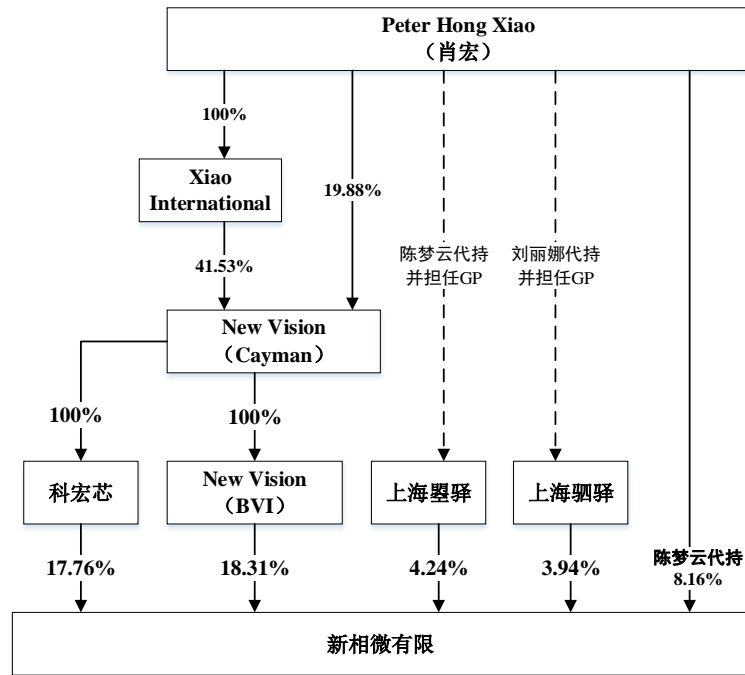 Peter Hong Xiao
（肖宏）
100%
Xiao
International
19.88%
41.53%
陈梦云代持
并担任GP
刘丽娜代持
并担任GP
New Vision
（Cayman）
100%
100%
科宏芯
New Vision
（BVI）
上海曌驿
上海驷驿
17.76%
18.31%
4.24%
3.94%
陈梦云代持
8.16%
新相微有限